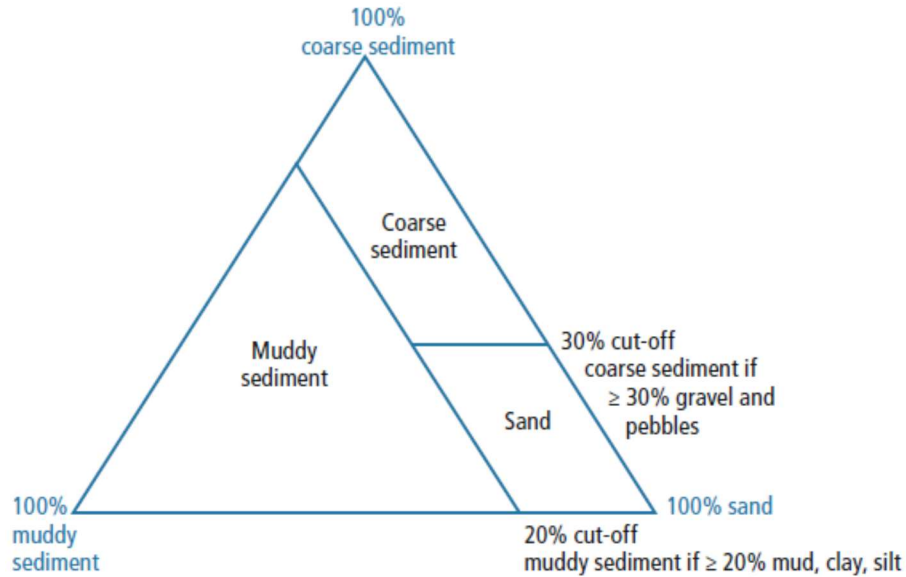 100%
coarse sediment
Coarse
sediment
Muddy
sediment
30% cut-off
coarse sediment if
≥ 30% gravel and
pebbles
Sand
100%
muddy
sediment
100% sand
20% cut-off
muddy sediment if ≥ 20% mud, clay, silt